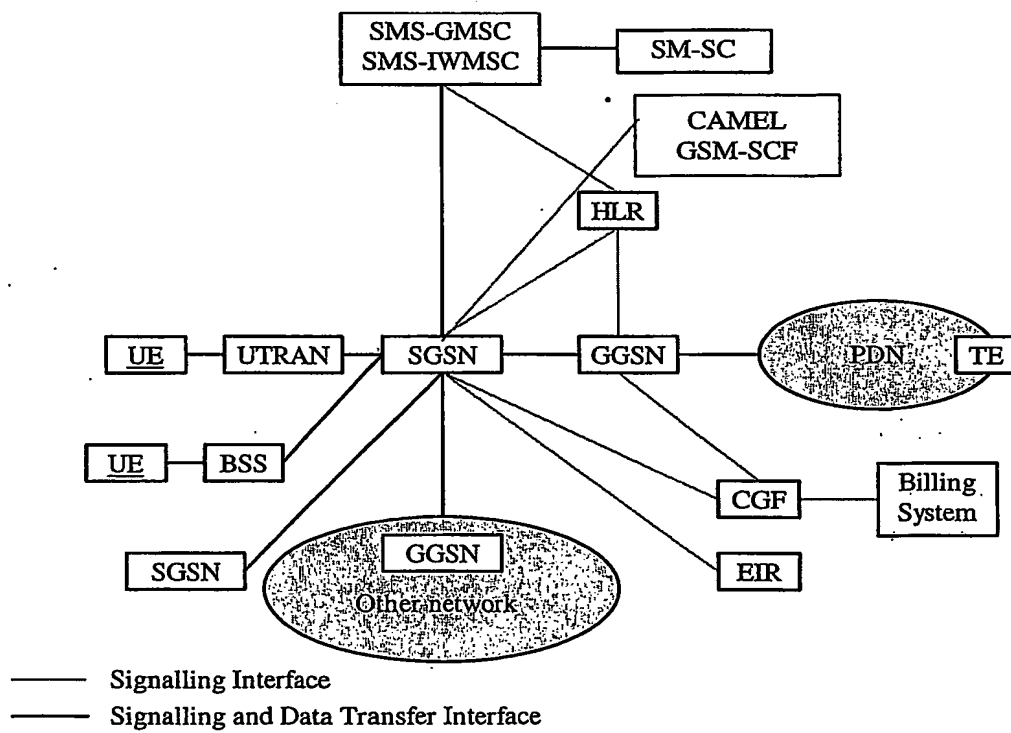 SMS-GMSC
SMS-IWMSC
SM-SC
CAMEL
GSM-SCF
HLR
UE
UTRAN
SGSN
GGSN
PDN
TE
UE
BSS
CGF
Billing
System
SGSN
GGSN
EIR
Other network
Signalling Interface
Signalling and Data Transfer Interface